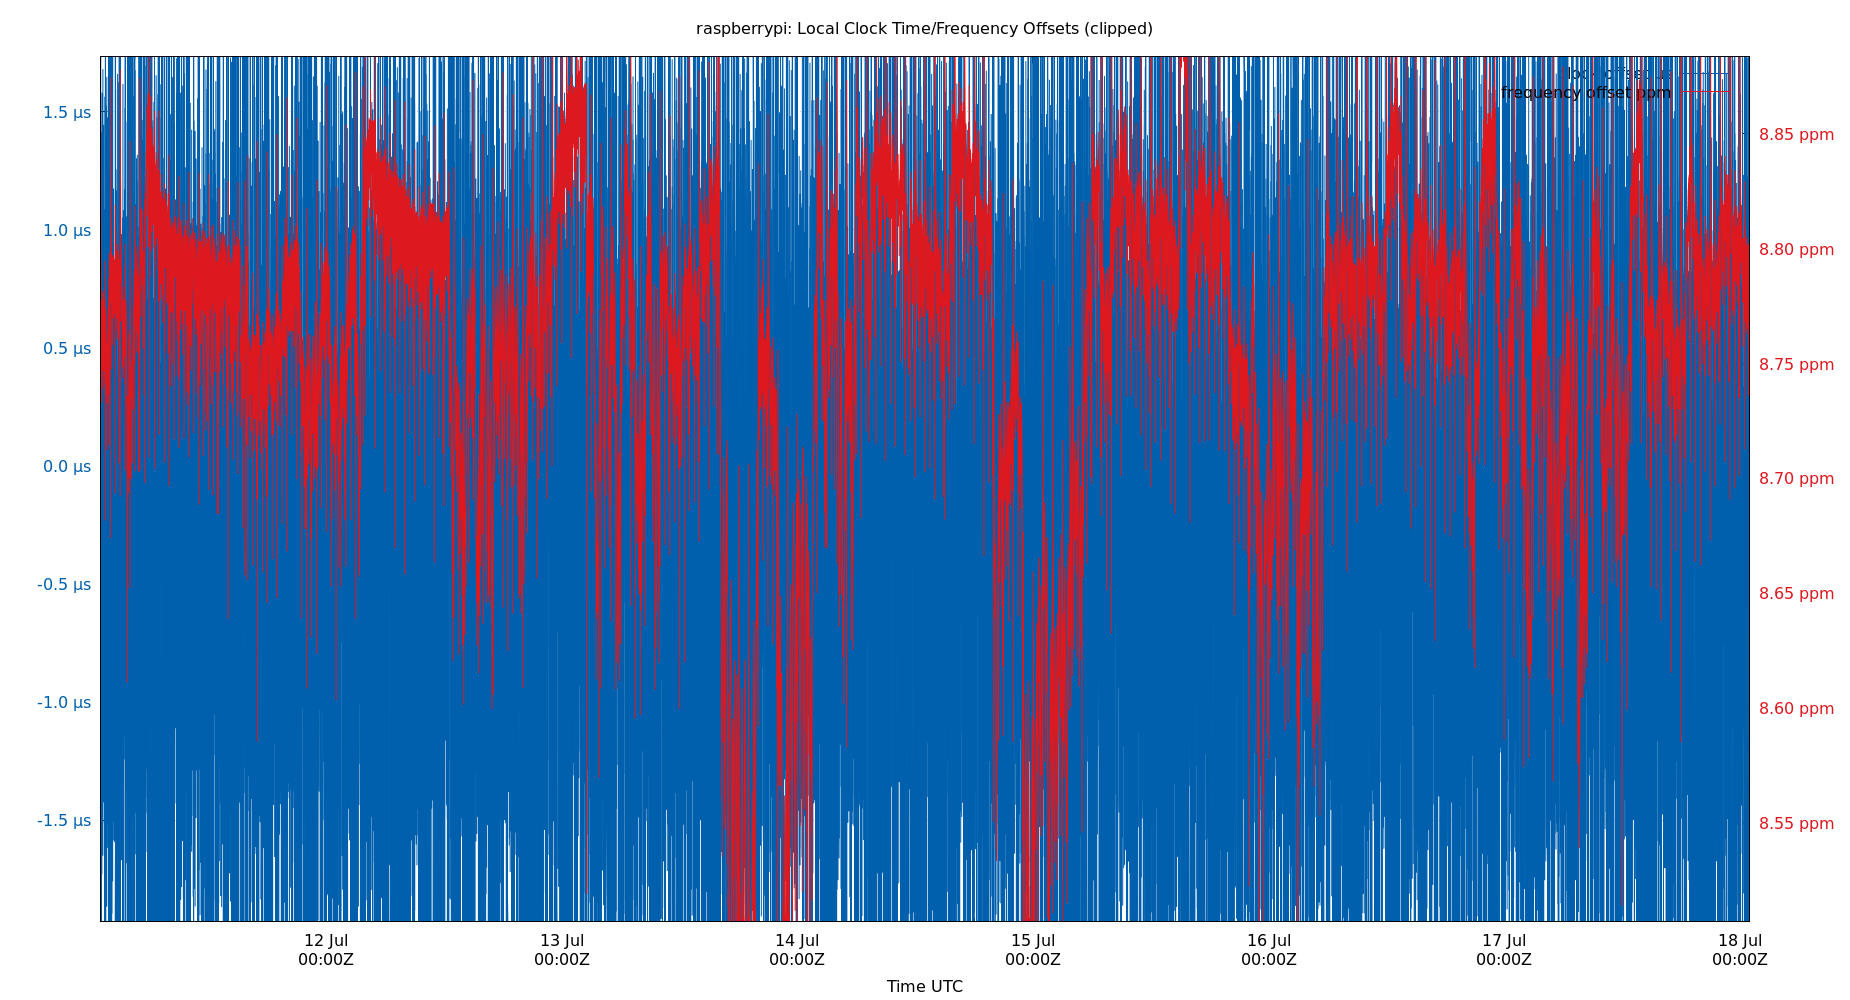 raspberrypi: Local Clock Time/Frequency Offsets (clipped)
clock offset µs
frequency offset ppm
1.5 µs
1.0 µs
0.5 µs
0.0 µs
-0.5 µs
-1.0 µs
-1.5 µs
8.85 ppm
8.80 ppm
8.75 ppm
8.70 ppm
8.65 ppm
8.60 ppm
8.55 ppm
12 Jul 13 Jul 14 Jul 15 Jul 16 Jul 17 Jul 18 Jul
00:00Z 00:00Z 00:00Z 00:00Z 00:00Z 00:00Z 00:00Z
Time UTC